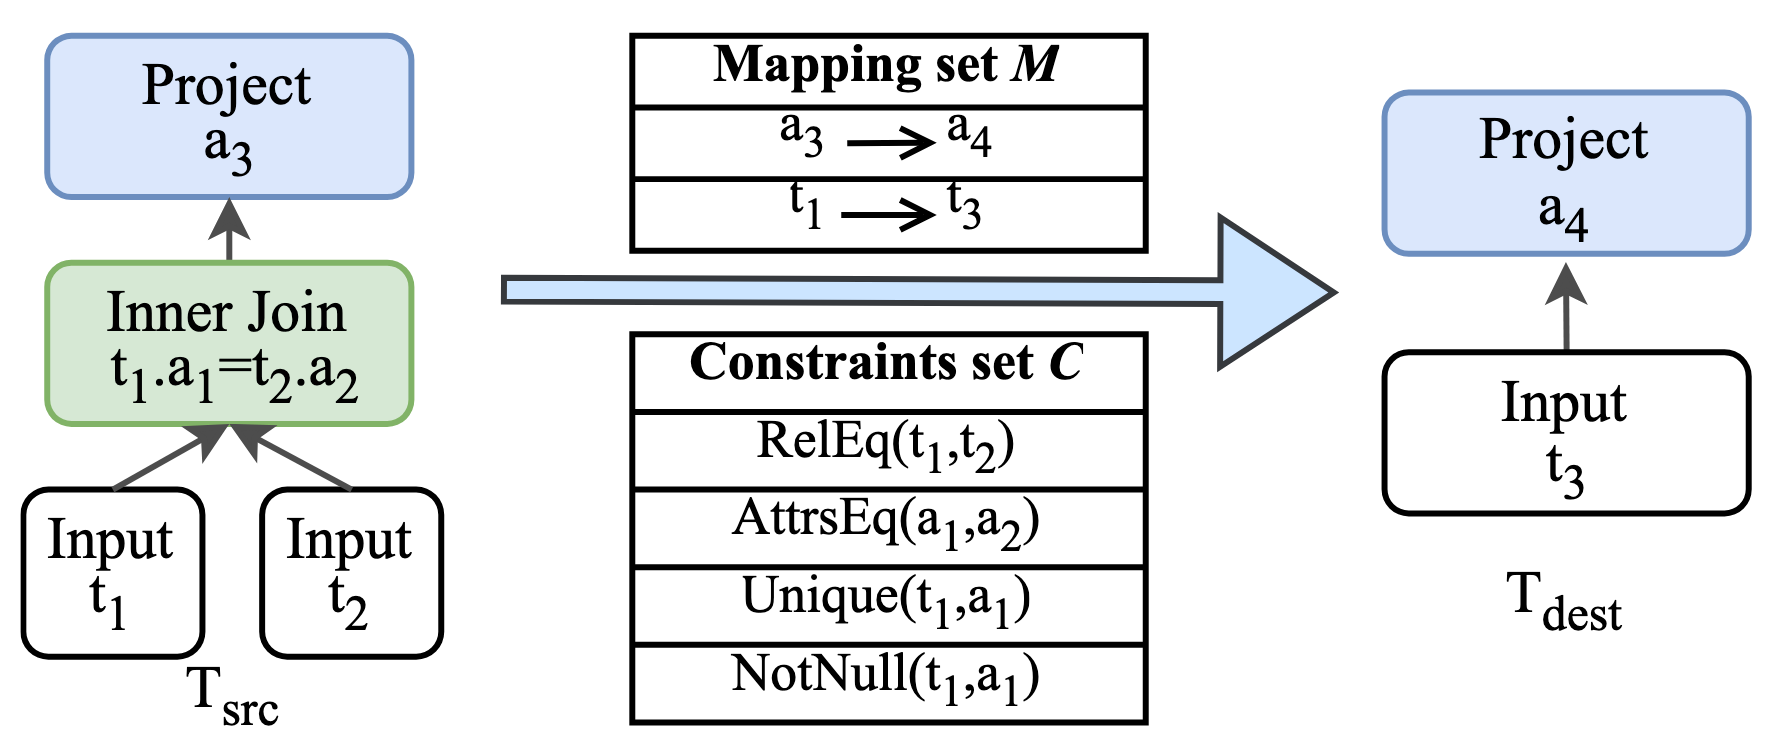 Project
a₃
Inner Join
t₁.a₁=t₂.a₂
Input
t₁
Input
t₂
Tsrc
Mapping set M
a₃ → a₄
t₁ → t₃
Constraints set C
RelEq(t₁,t₂)
AttrsEq(a₁,a₂)
Unique(t₁,a₁)
NotNull(t₁,a₁)
Project
a₄
Input
t₃
Tdest